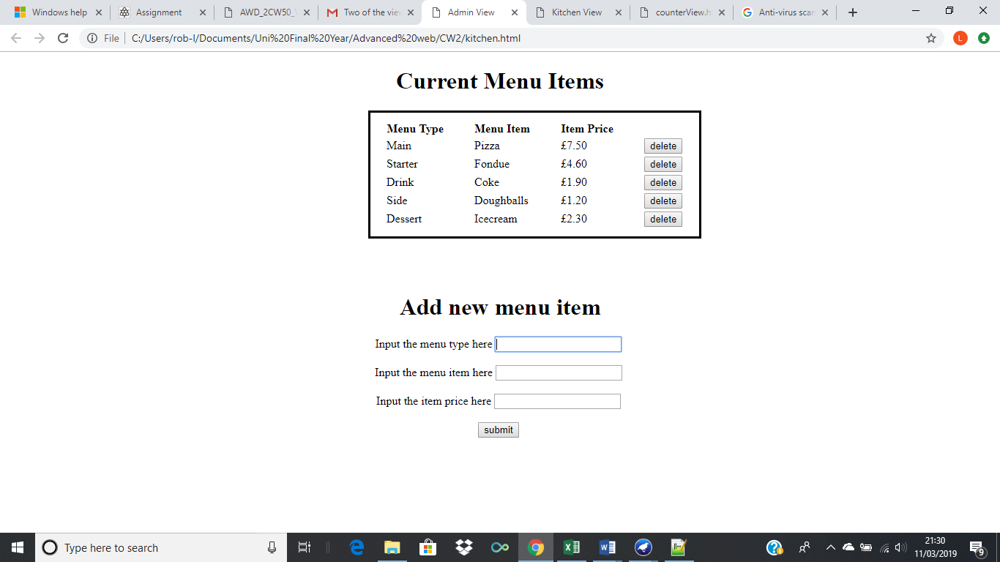 Windows help
Assignment
AWD_2CW50_
Two of the vie
Admin View
Kitchen View
counterView.h
Anti-virus scan
File
C:/Users/rob-l/Documents/Uni%20Final%20Year/Advanced%20web/CW2/kitchen.html
L
Current Menu Items
Menu Type Menu Item Item Price
Main Pizza £7.50 delete
Starter Fondue £4.60 delete
Drink Coke £1.90 delete
Side Doughballs £1.20 delete
Dessert Icecream £2.30 delete
Add new menu item
Input the menu type here
Input the menu item here
Input the item price here
submit
Type here to search
21:30
11/03/2019
9